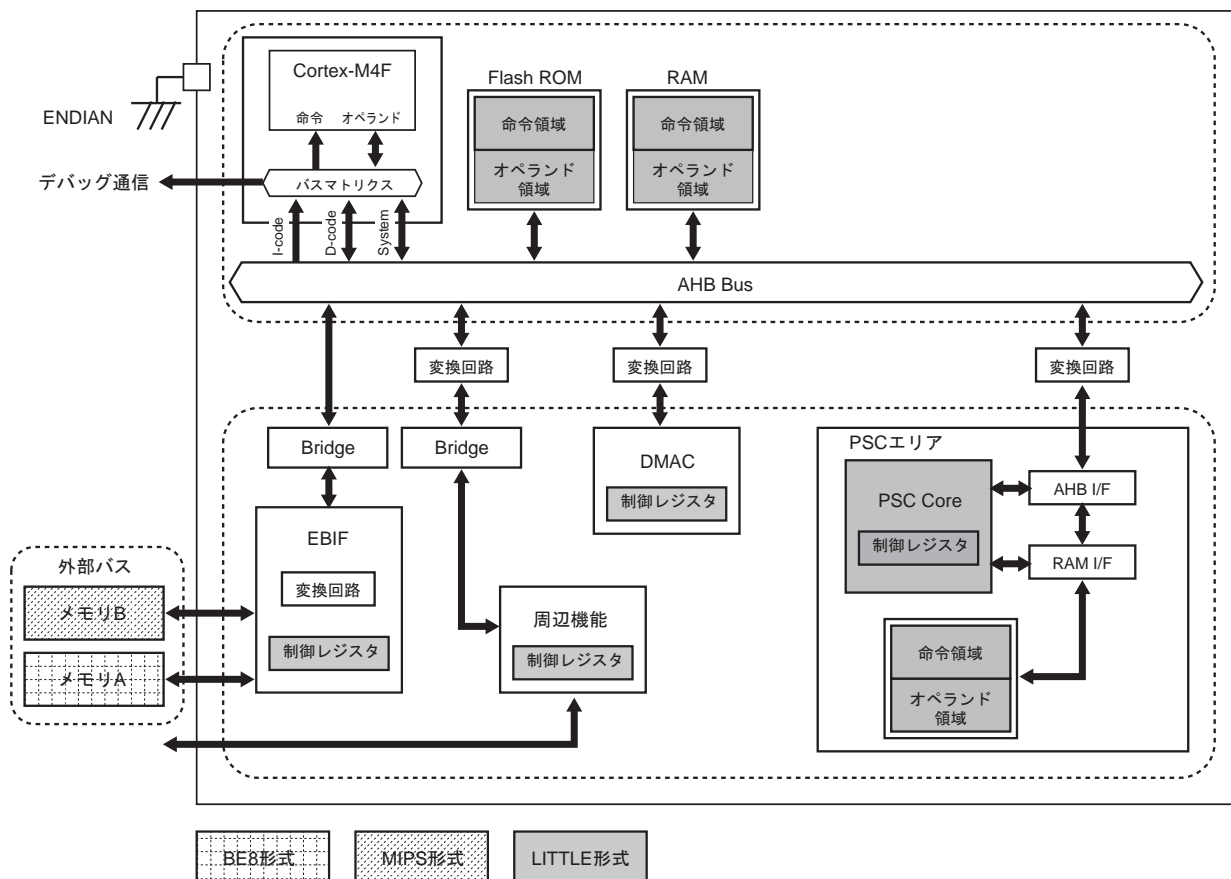 Cortex-M4F
命令 オペランド
バスマトリクス
I-code
D-code
System
ENDIAN
デバッグ通信
Flash ROM
命令領域
オペランド
領域
RAM
命令領域
オペランド
領域
AHB Bus
変換回路
変換回路
変換回路
Bridge
Bridge
EBIF
変換回路
制御レジスタ
周辺機能
制御レジスタ
DMAC
制御レジスタ
PSCエリア
PSC Core
制御レジスタ
AHB I/F
RAM I/F
命令領域
オペランド
領域
外部バス
メモリB
メモリA
BE8形式
MIPS形式
LITTLE形式